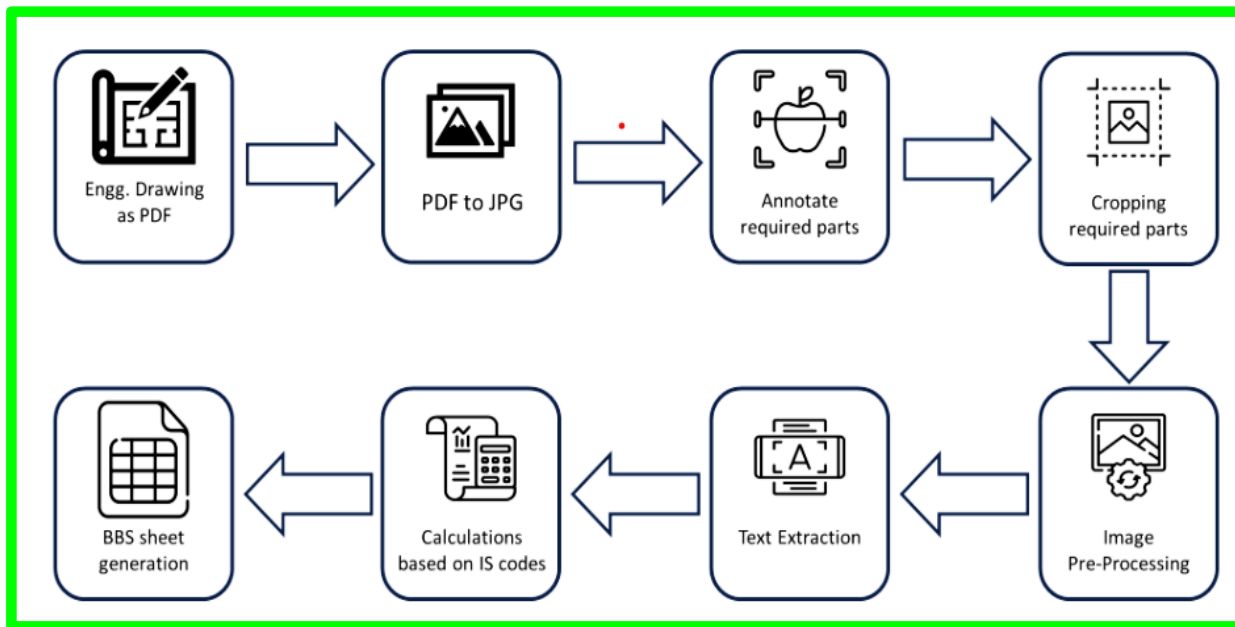 Engg. Drawing
as PDF
PDF to JPG
Annotate
required parts
Cropping
required parts
Image
Pre-Processing
A
Text Extraction
Calculations
based on IS codes
BBS sheet
generation